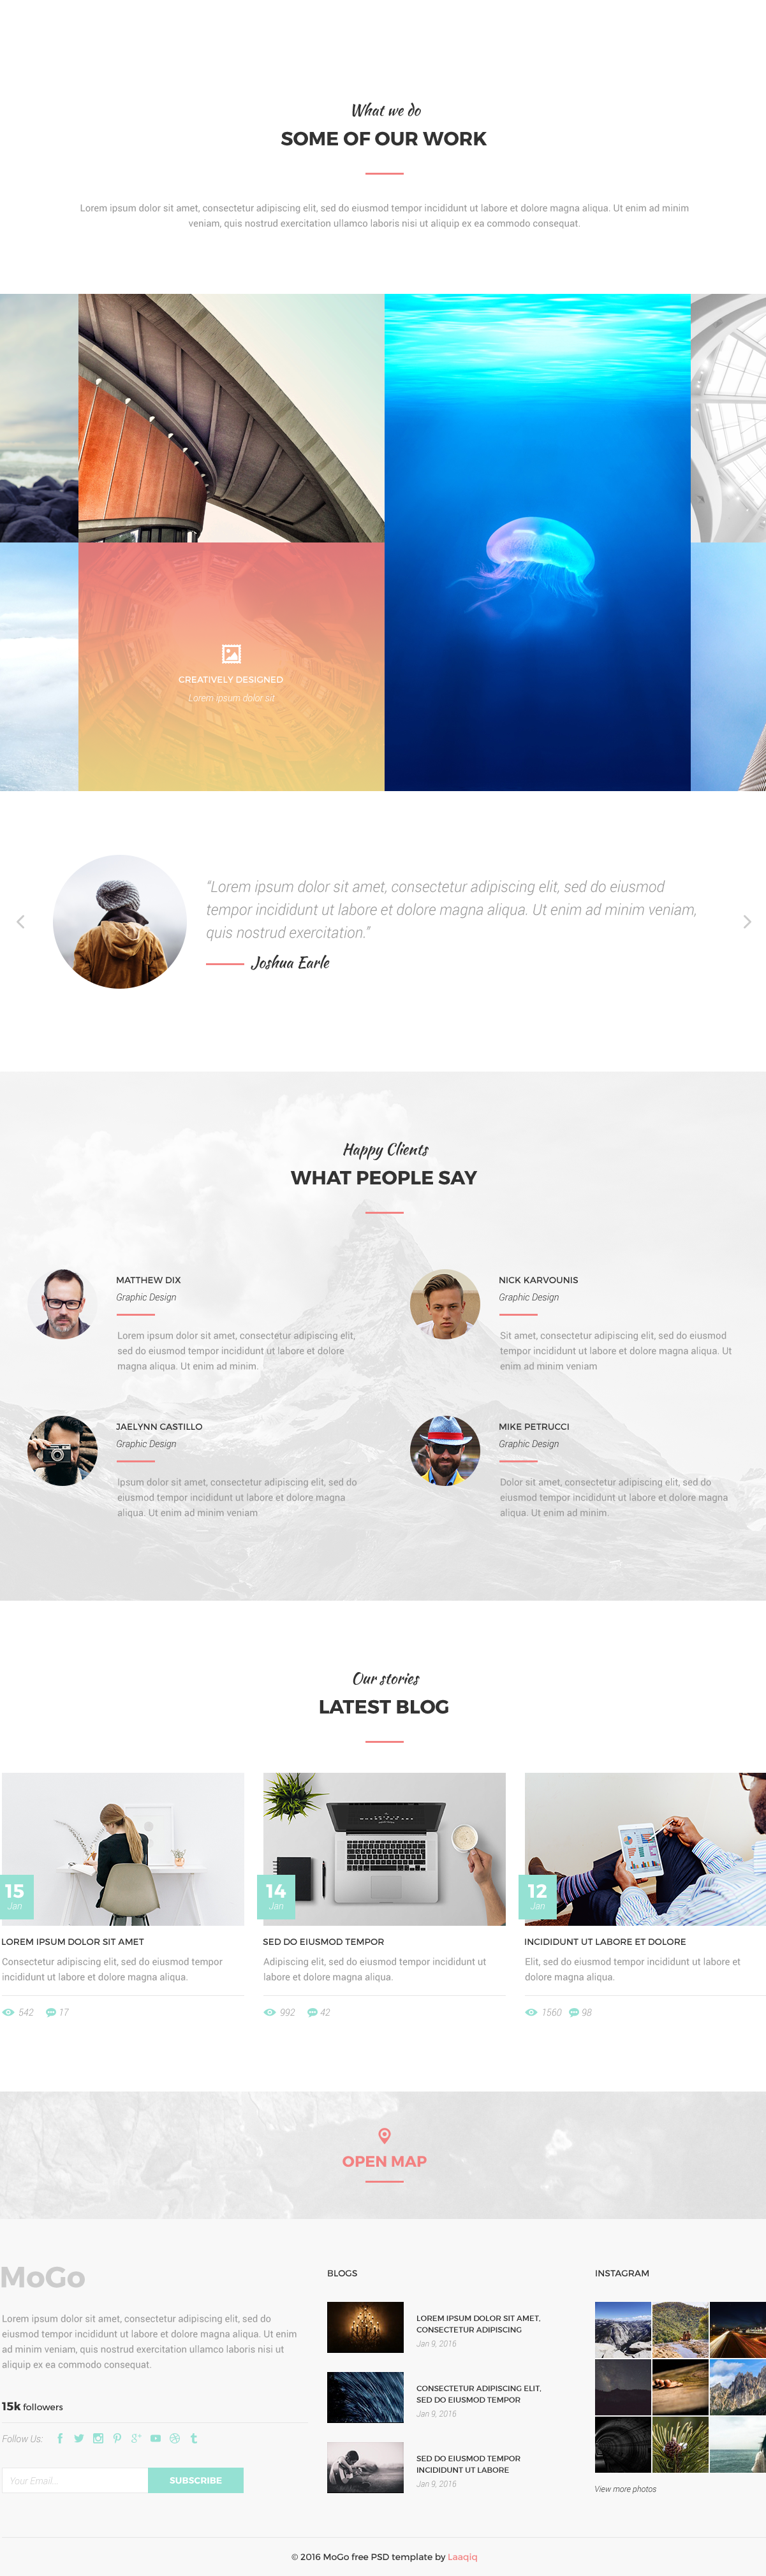 What we do
SOME OF OUR WORK
Lorem ipsum dolor sit amet, consectetur adipiscing elit, sed do eiusmod tempor incididunt ut labore et dolore magna aliqua. Ut enim ad minim
veniam, quis nostrud exercitation ullamco laboris nisi ut aliquip ex ea commodo consequat.
CREATIVELY DESIGNED
Lorem ipsum dolor sit
“Lorem ipsum dolor sit amet, consectetur adipiscing elit, sed do eiusmod
tempor incididunt ut labore et dolore magna aliqua. Ut enim ad minim veniam,
quis nostrud exercitation.”
Joshua Earle
Happy Clients
WHAT PEOPLE SAY
MATTHEW DIX
Graphic Design
Lorem ipsum dolor sit amet, consectetur adipiscing elit,
sed do eiusmod tempor incididunt ut labore et dolore
magna aliqua. Ut enim ad minim.
NICK KARVOUNIS
Graphic Design
Sit amet, consectetur adipiscing elit, sed do eiusmod
tempor incididunt ut labore et dolore magna aliqua. Ut
enim ad minim veniam
JAELYNN CASTILLO
Graphic Design
Ipsum dolor sit amet, consectetur adipiscing elit, sed do
eiusmod tempor incididunt ut labore et dolore magna
aliqua. Ut enim ad minim veniam
MIKE PETRUCCI
Graphic Design
Dolor sit amet, consectetur adipiscing elit, sed do
eiusmod tempor incididunt ut labore et dolore magna
aliqua. Ut enim ad minim.
Our stories
LATEST BLOG
15
Jan
LOREM IPSUM DOLOR SIT AMET
Consectetur adipiscing elit, sed do eiusmod tempor
incididunt ut labore et dolore magna aliqua.
542 17
14
Jan
SED DO EIUSMOD TEMPOR
Adipiscing elit, sed do eiusmod tempor incididunt ut
labore et dolore magna aliqua.
992 42
12
Jan
INCIDIDUNT UT LABORE ET DOLORE
Elit, sed do eiusmod tempor incididunt ut labore et
dolore magna aliqua.
1560 98
OPEN MAP
MoGo
Lorem ipsum dolor sit amet, consectetur adipiscing elit, sed do
eiusmod tempor incididunt ut labore et dolore magna aliqua. Ut enim
ad minim veniam, quis nostrud exercitation ullamco laboris nisi ut
aliquip ex ea commodo consequat.
15k followers
Follow Us:
Your Email...
SUBSCRIBE
BLOGS
LOREM IPSUM DOLOR SIT AMET,
CONSECTETUR ADIPISCING
Jan 9, 2016
CONSECTETUR ADIPISCING ELIT,
SED DO EIUSMOD TEMPOR
Jan 9, 2016
SED DO EIUSMOD TEMPOR
INCIDIDUNT UT LABORE
Jan 9, 2016
INSTAGRAM
View more photos
© 2016 MoGo free PSD template by Laaqiq